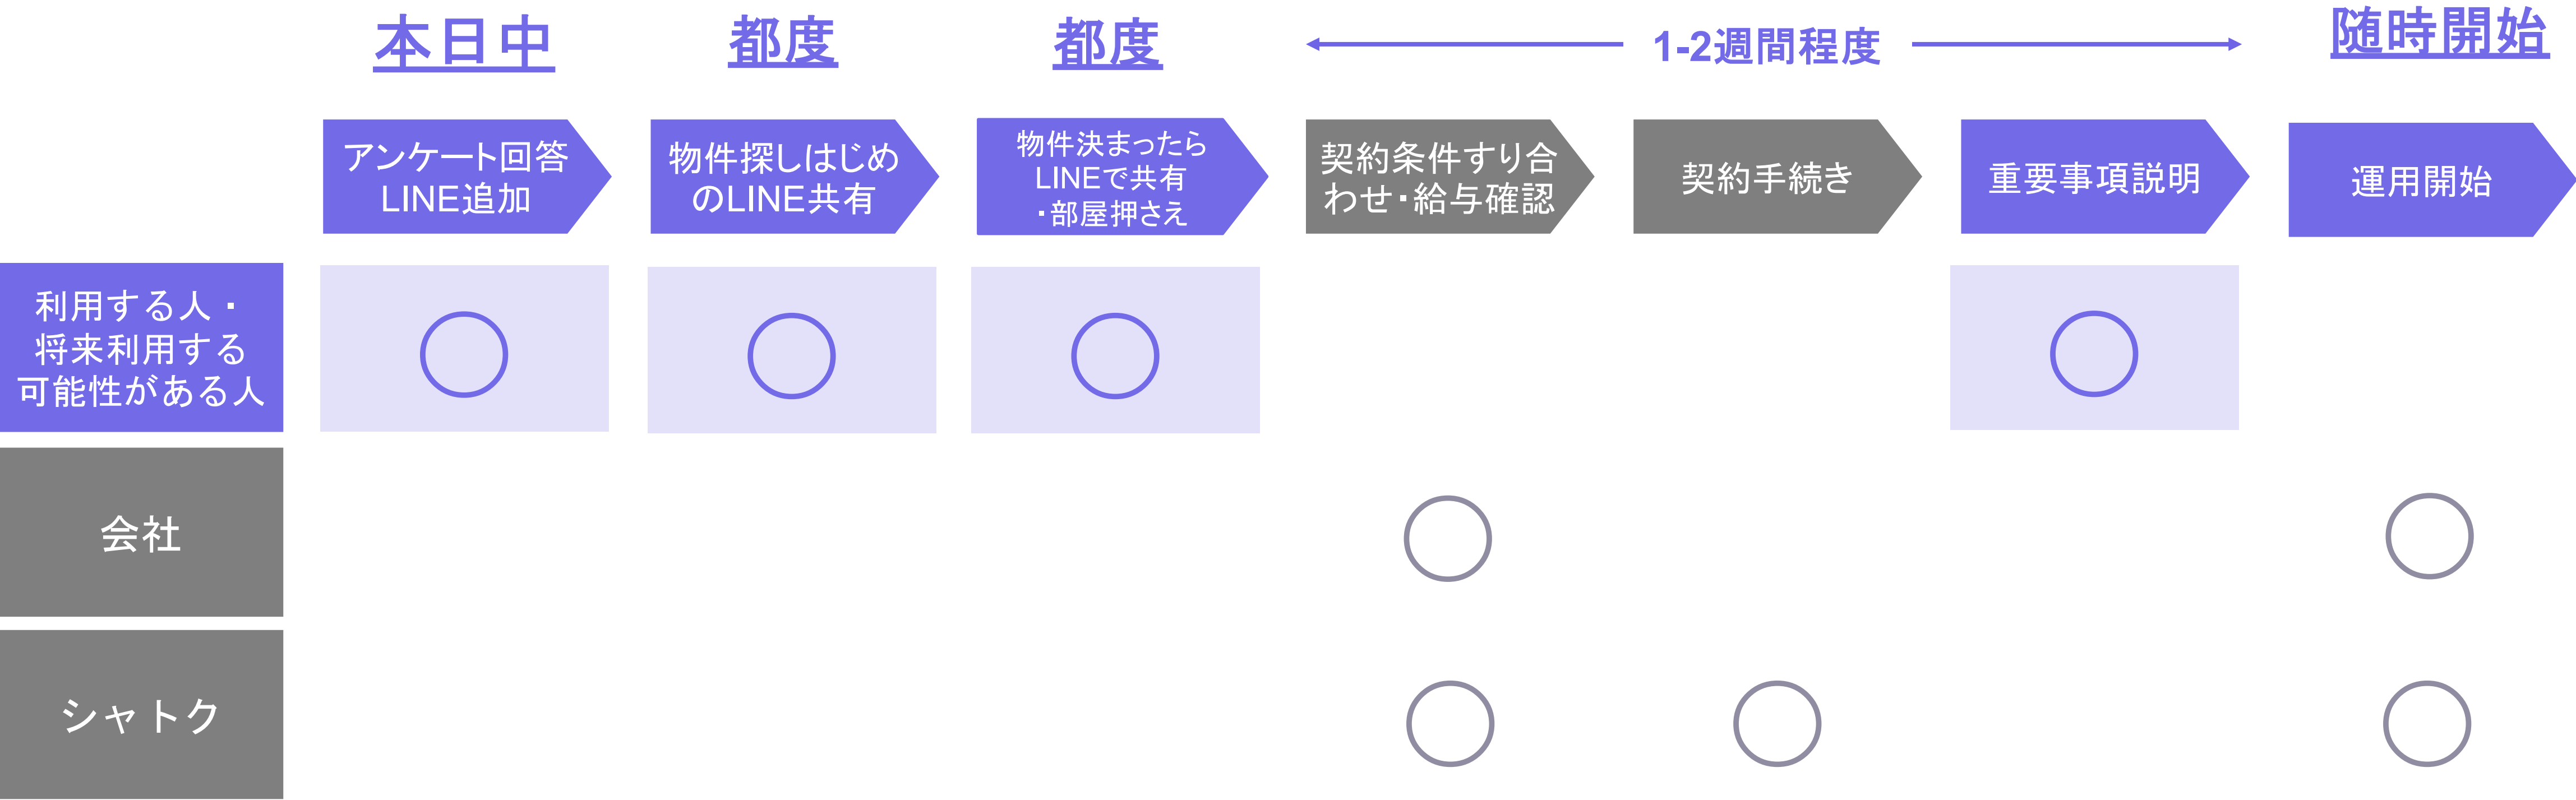 本日中
都度
都度
1-2週間程度
随時開始
アンケート回答
LINE追加
物件探しはじめ
のLINE共有
物件決まったら
LINEで共有
・部屋押さえ
契約条件すり合
わせ・給与確認
契約手続き
重要事項説明
運用開始
利用する人・
将来利用する
可能性がある人
会社
シャトク